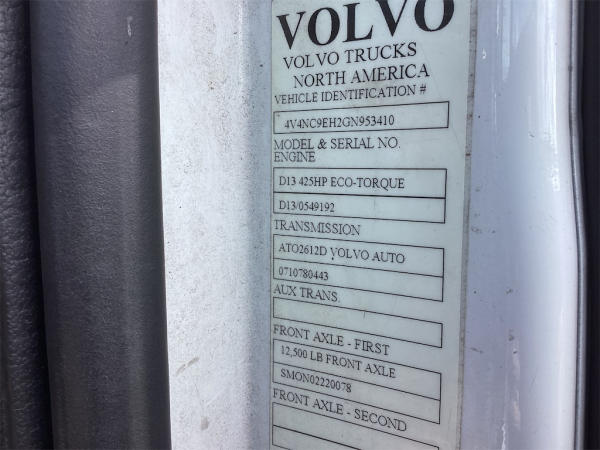 VOLVO
VOLVO TRUCKS
NORTH AMERICA
VEHICLE IDENTIFICATION #
4V4NC9EH2GN953410
MODEL & SERIAL NO.
ENGINE
D13 425HP ECO-TORQUE
D13/0549192
TRANSMISSION
ATO2612D VOLVO AUTO
0710780443
AUX TRANS.
FRONT AXLE - FIRST
12,500 LB FRONT AXLE
SMON02220078
FRONT AXLE - SECOND